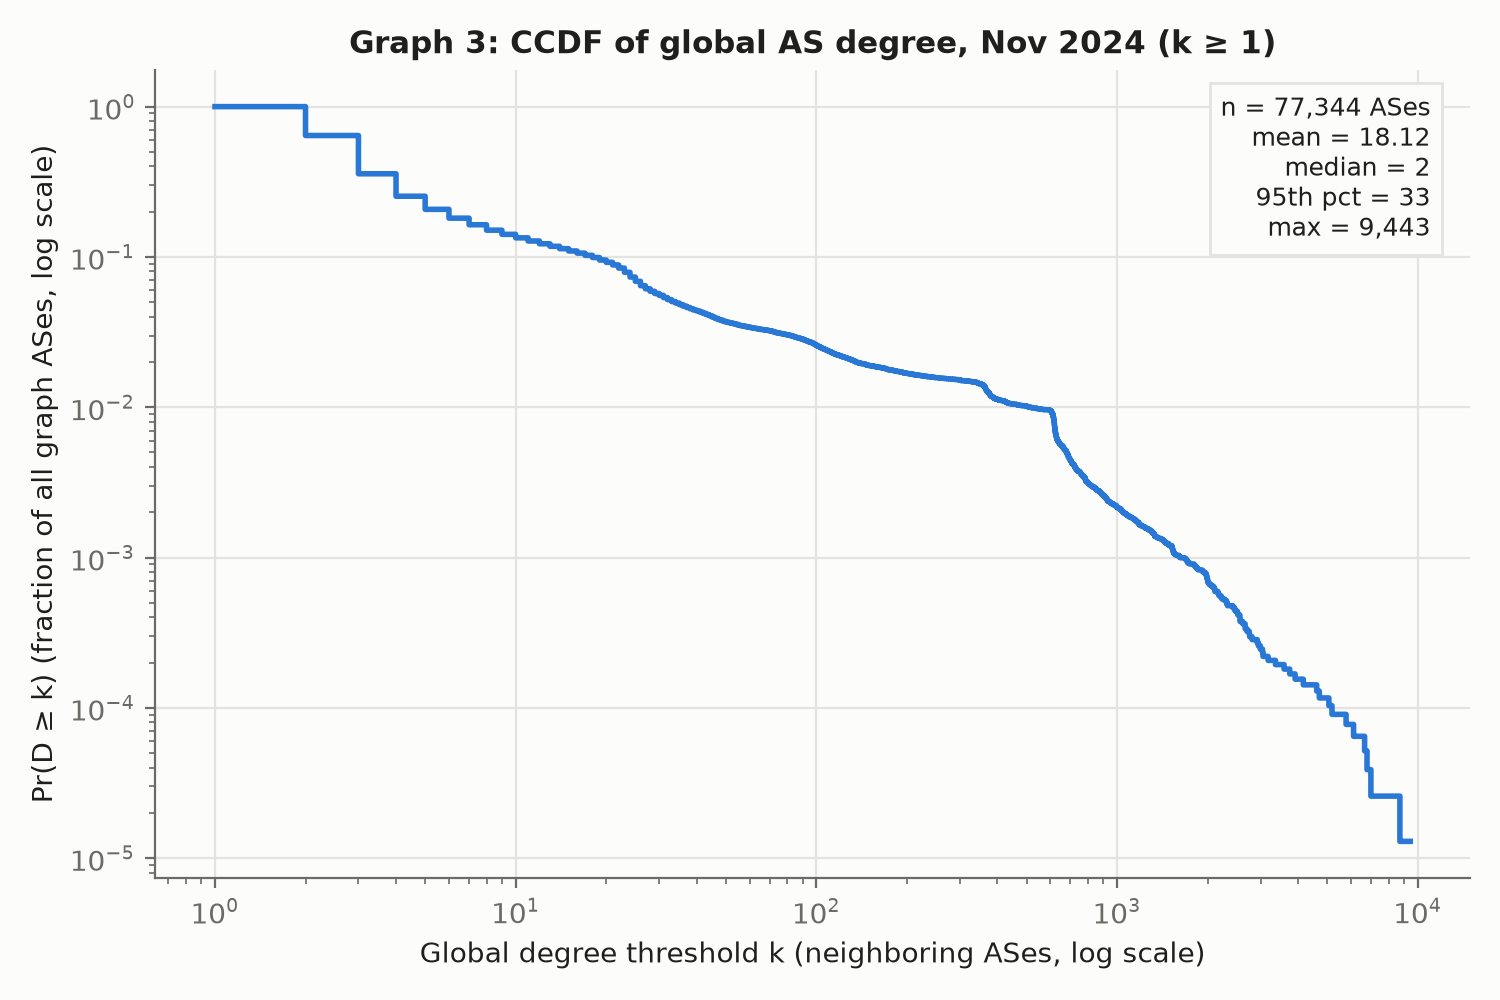 Graph 3: CCDF of global AS degree, Nov 2024 (k ≥ 1)
n = 77,344 ASes
mean = 18.12
median = 2
95th pct = 33
max = 9,443
Pr(D ≥ k) (fraction of all graph ASes, log scale)
10⁰
10⁻¹
10⁻²
10⁻³
10⁻⁴
10⁻⁵
10⁰ 10¹ 10² 10³ 10⁴
Global degree threshold k (neighboring ASes, log scale)